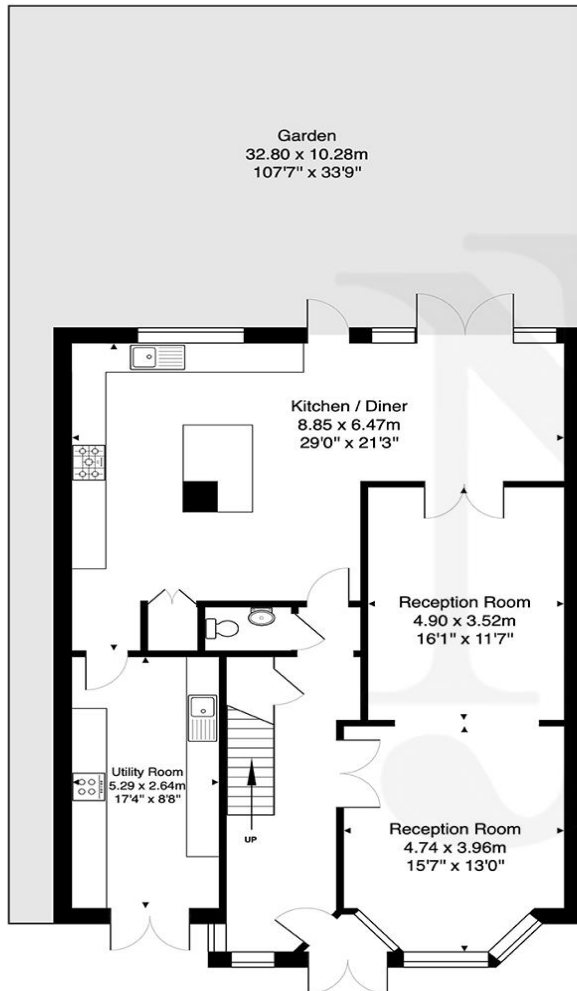 Garden
32.80 x 10.28m
107'7" x 33'9"
Kitchen / Diner
8.85 x 6.47m
29'0" x 21'3"
Reception Room
4.90 x 3.52m
16'1" x 11'7"
Utility Room
5.29 x 2.64m
17'4" x 8'8"
UP
Reception Room
4.74 x 3.96m
15'7" x 13'0"